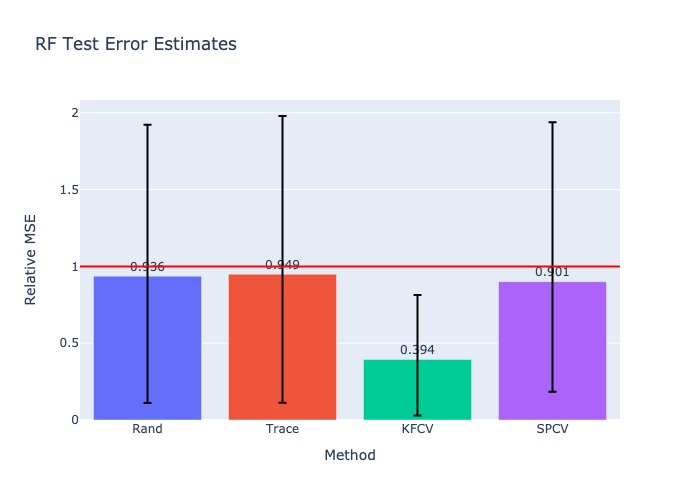 RF Test Error Estimates
Relative MSE
2
1.5
1
0.5
0
0.936
0.949
0.394
0.901
Rand
Trace
KFCV
SPCV
Method